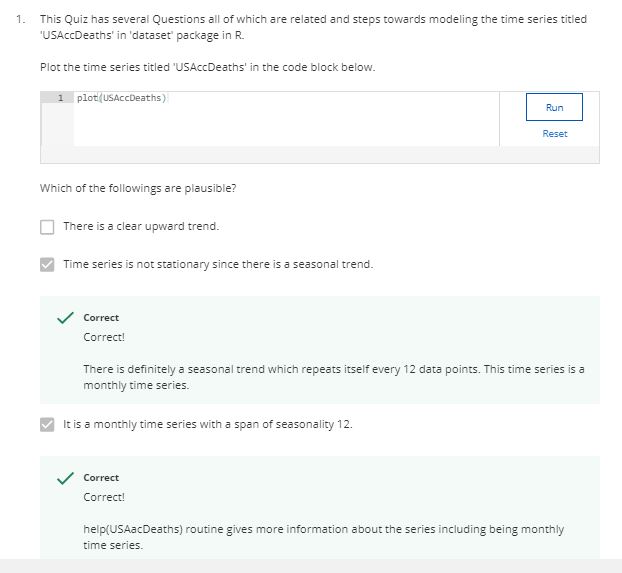 1. This Quiz has several Questions all of which are related and steps towards modeling the time series titled
'USAccDeaths' in 'dataset' package in R.
Plot the time series titled 'USAccDeaths' in the code block below.
1 plot(USAccDeaths)
Run
Reset
Which of the followings are plausible?
There is a clear upward trend.
Time series is not stationary since there is a seasonal trend.
Correct
Correct!
There is definitely a seasonal trend which repeats itself every 12 data points. This time series is a
monthly time series.
It is a monthly time series with a span of seasonality 12.
Correct
Correct!
help(USAacDeaths) routine gives more information about the series including being monthly
time series.